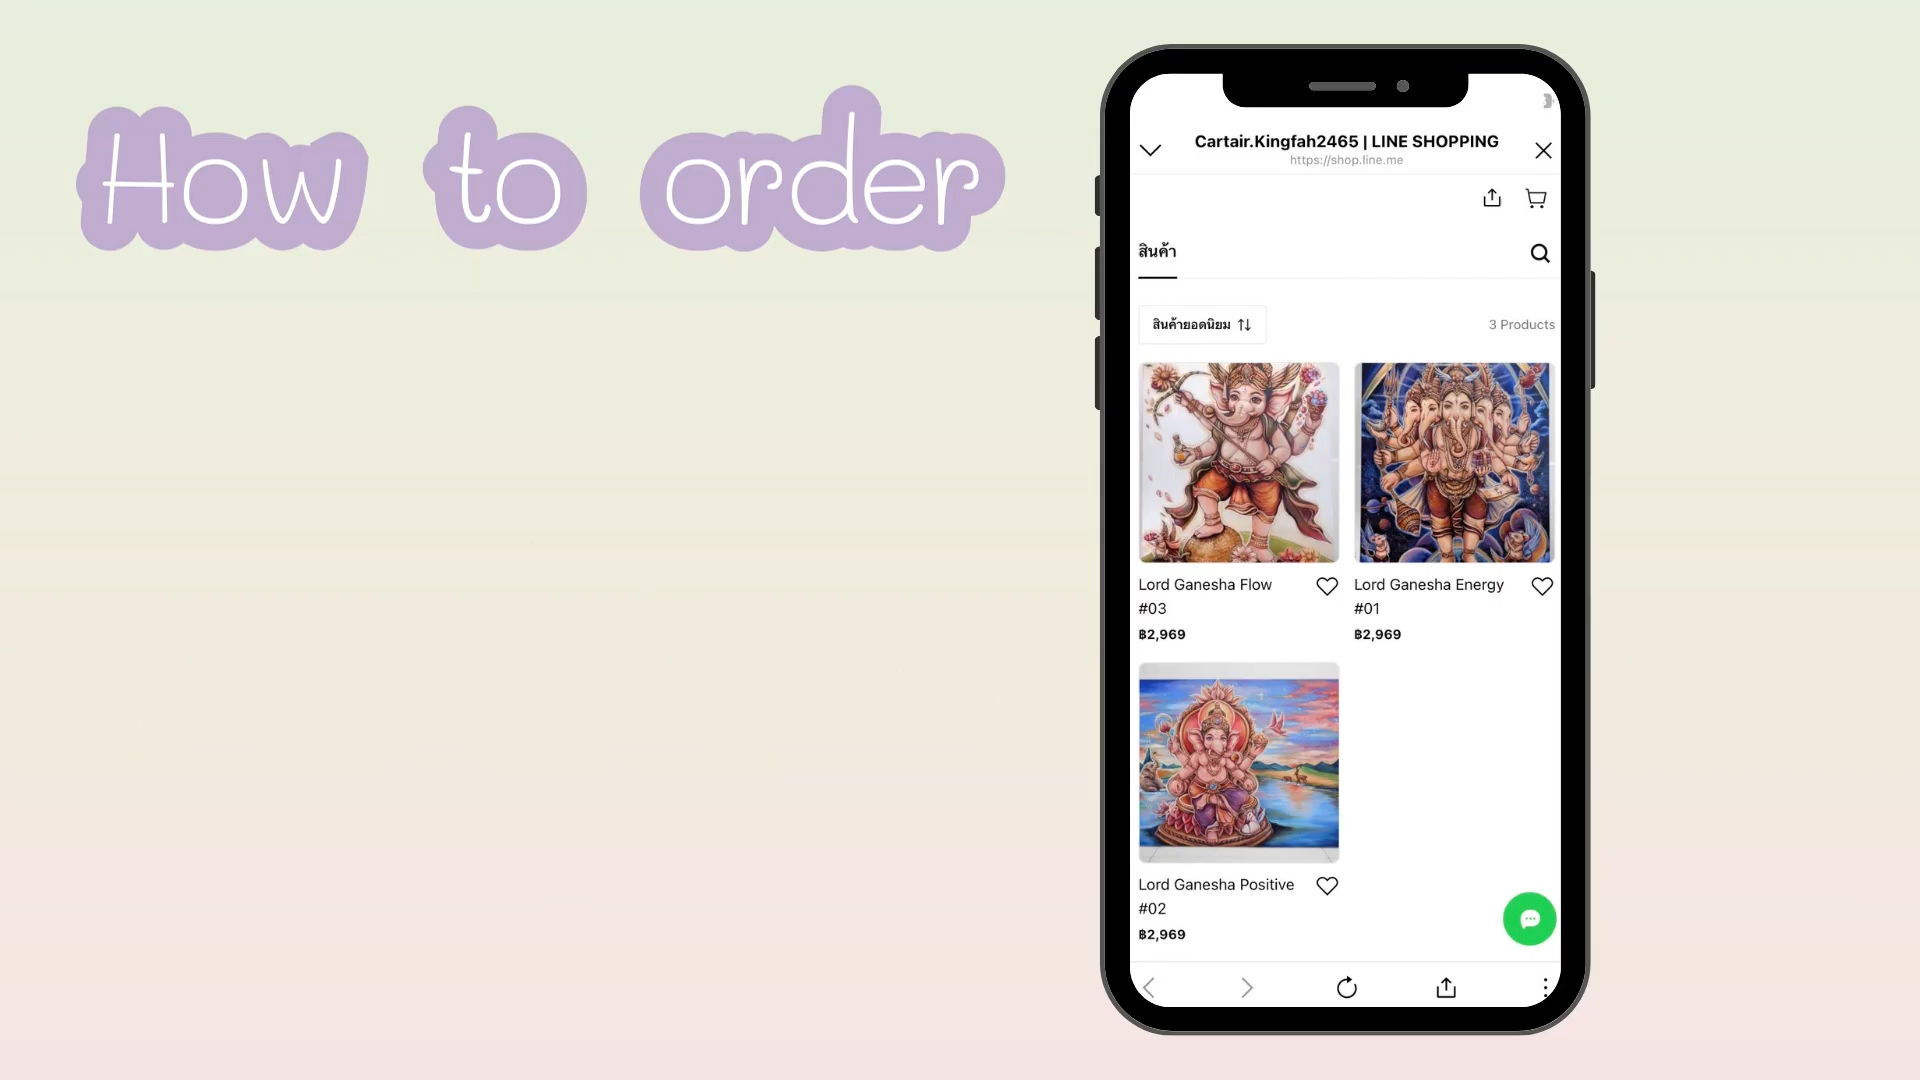 How to order
Cartair.Kingfah2465 | LINE SHOPPING
https://shop.line.me
สินค้า
สินค้ายอดนิยม
3 Products
Lord Ganesha Flow
#03
฿2,969
Lord Ganesha Energy
#01
฿2,969
Lord Ganesha Positive
#02
฿2,969